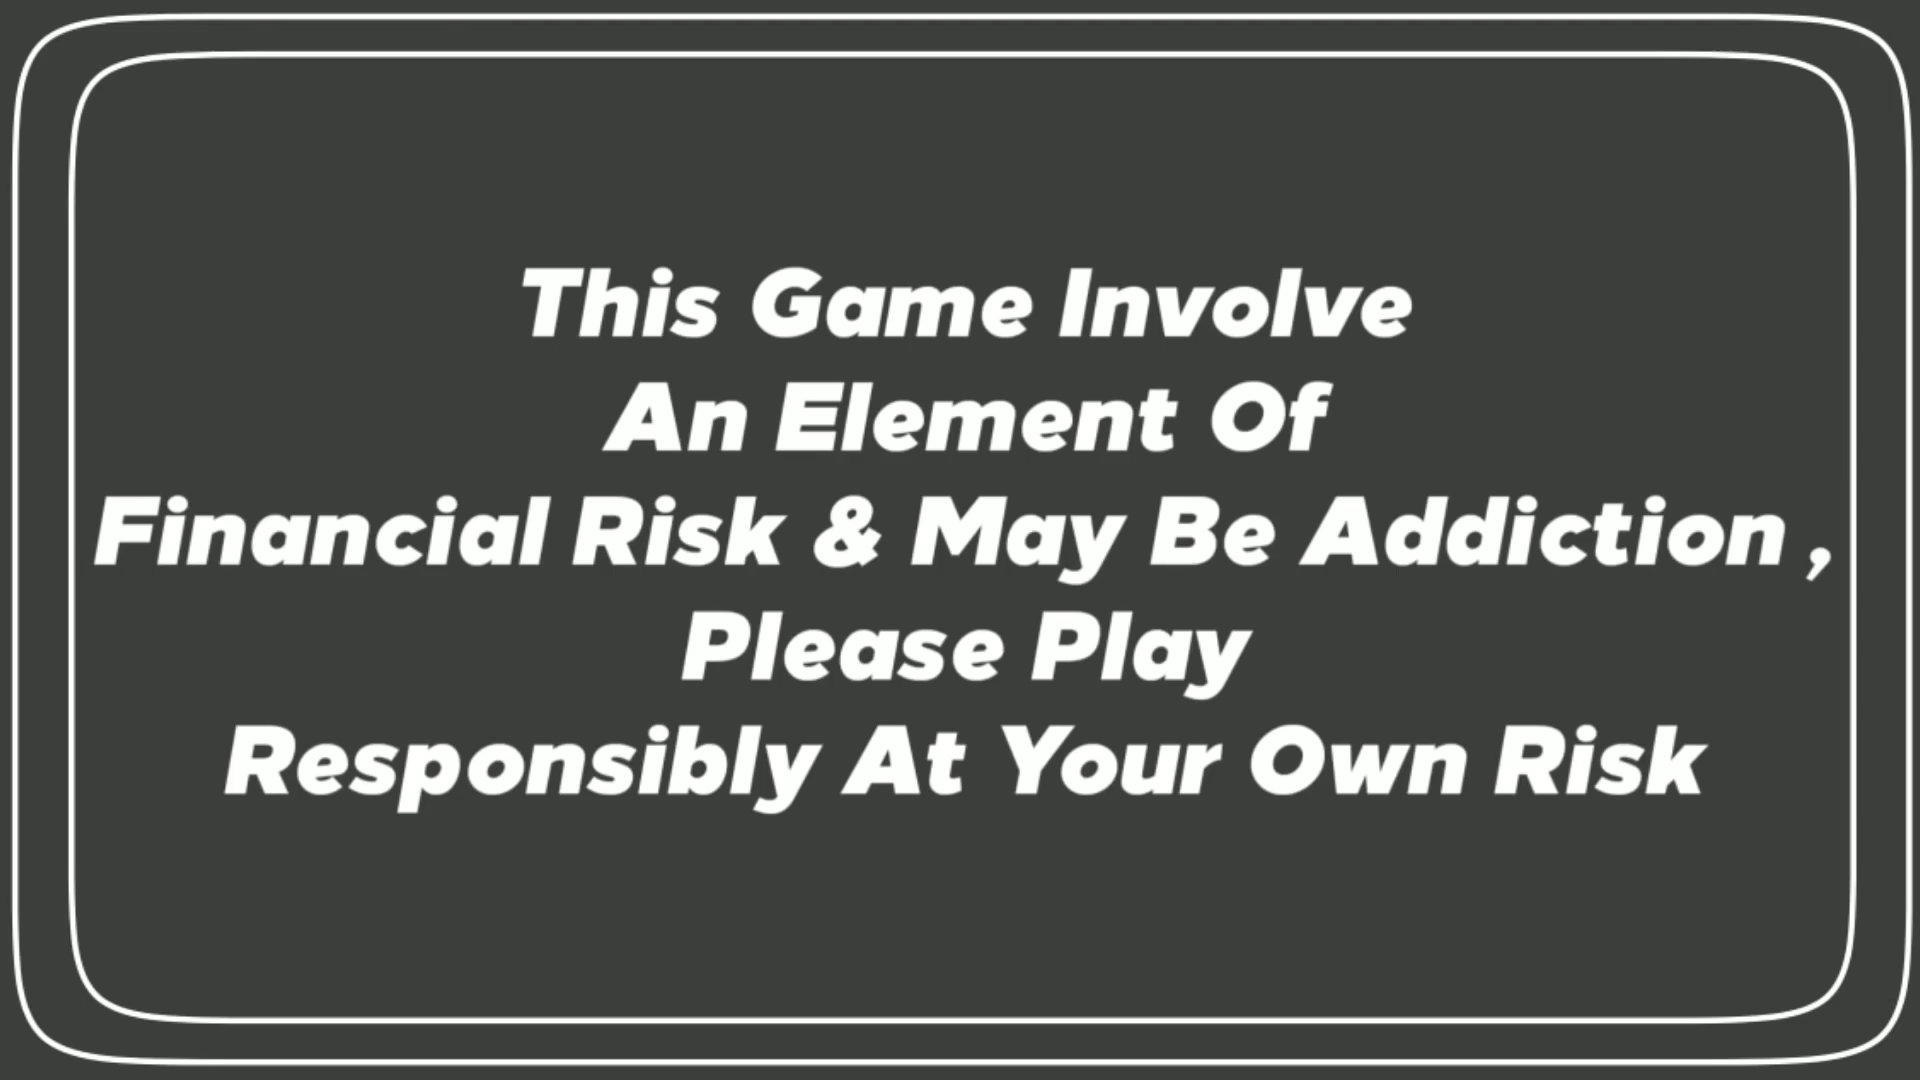 This Game Involve
An Element Of
Financial Risk & May Be Addiction ,
Please Play
Responsibly At Your Own Risk